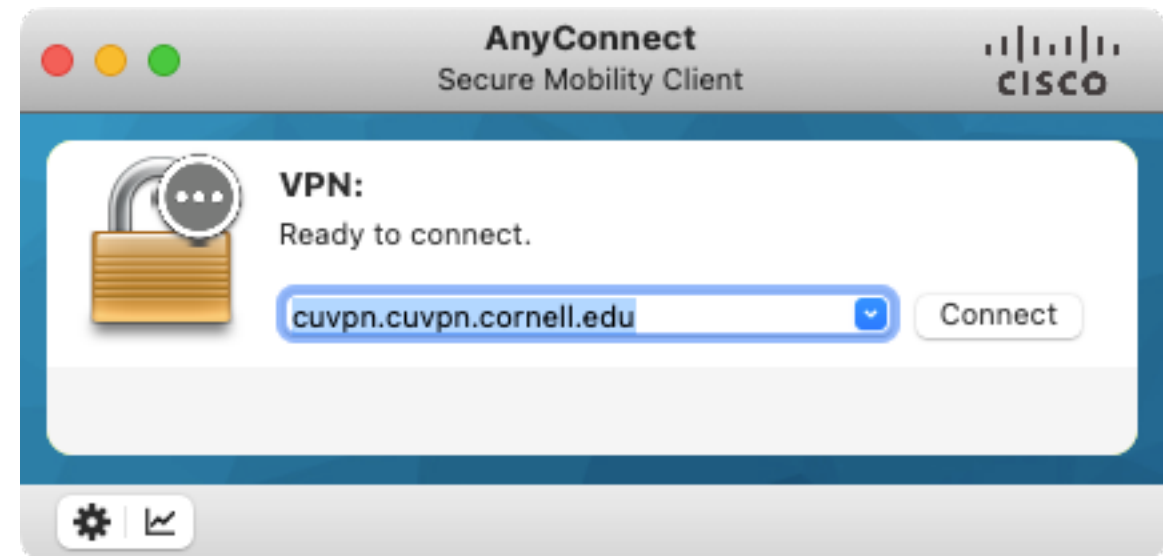 AnyConnect
Secure Mobility Client
CISCO
VPN:
Ready to connect.
cuvpn.cuvpn.cornell.edu
Connect